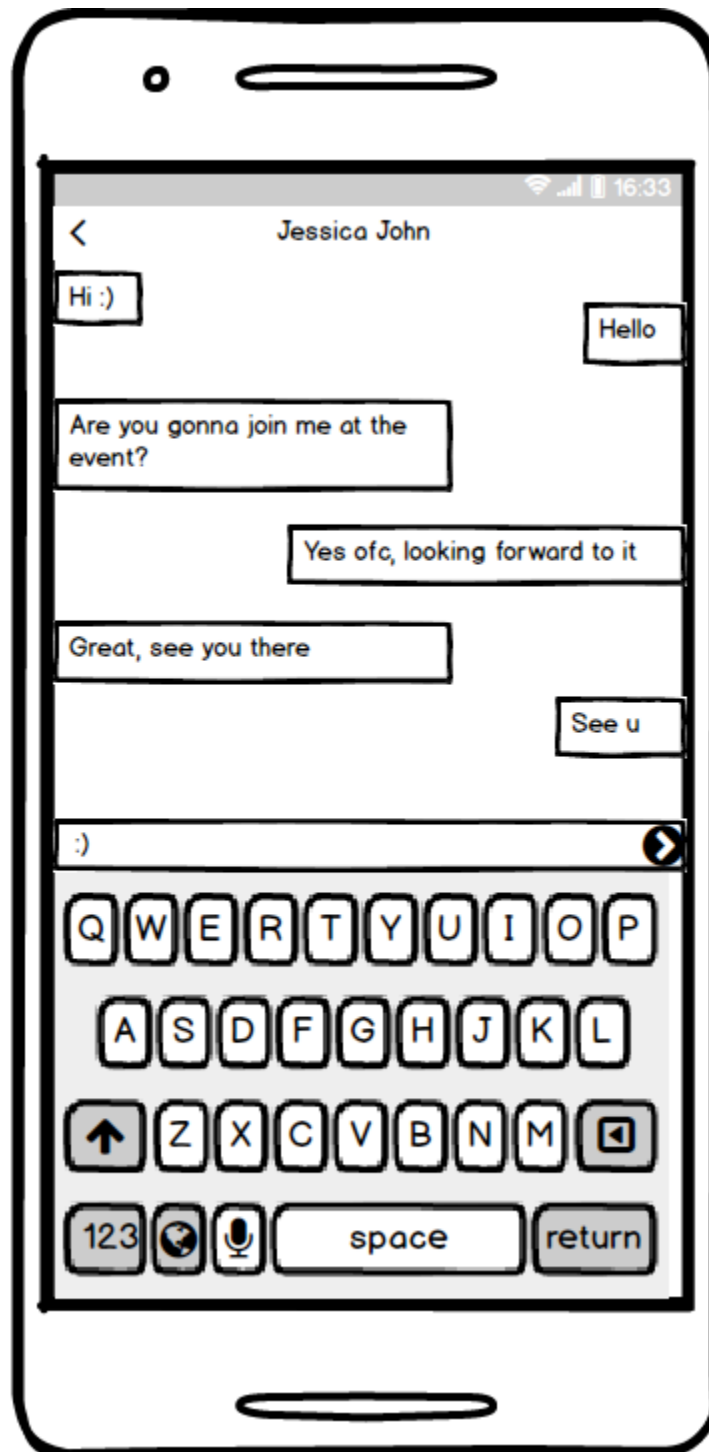 16:33
Jessica John
Hi :)
Hello
Are you gonna join me at the
event?
Yes ofc, looking forward to it
Great, see you there
See u
:)
Q W E R T Y U I O P
A S D F G H J K L
Z X C V B N M
123 space return